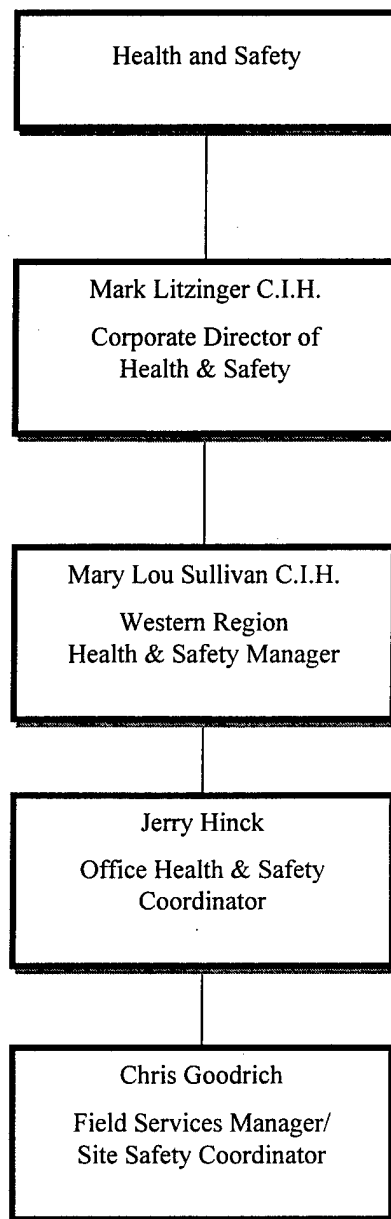 Health and Safety
Mark Litzinger C.I.H.
Corporate Director of
Health & Safety
Mary Lou Sullivan C.I.H.
Western Region
Health & Safety Manager
Jerry Hinck
Office Health & Safety
Coordinator
Chris Goodrich
Field Services Manager/
Site Safety Coordinator